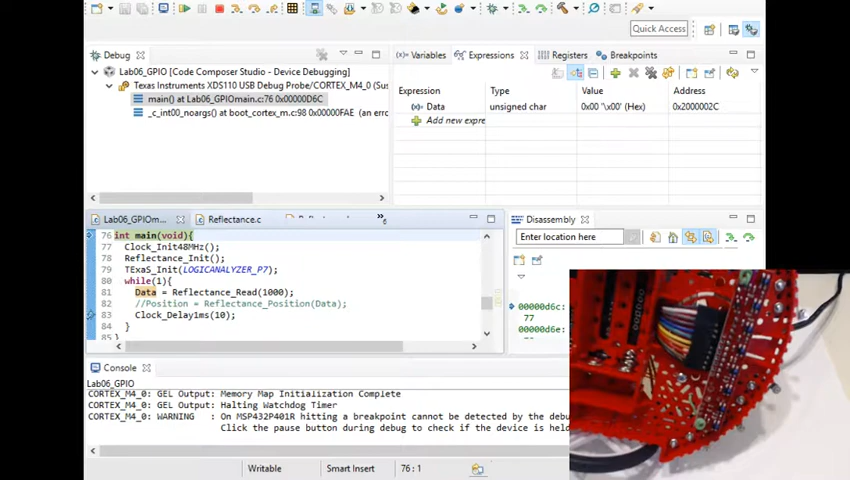 Quick Access
Debug
Variables
Expressions
Registers
Breakpoints
Lab06_GPIO [Code Composer Studio - Device Debugging]
Texas Instruments XDS110 USB Debug Probe/CORTEX_M4_0 (Sus
main() at Lab06_GPIOmain.c:76 0x00000D6C
_c_int00_noargs() at boot_cortex_m.c:98 0x00000FAE (an erro
Expression Type Value Address
Data unsigned char 0x00 '\x00' (Hex) 0x2000002C
Add new expre
Lab06_GPIOm...
Reflectance.c
Disassembly
Enter location here
76 int main(void){
77 Clock_Init48MHz();
78 Reflectance_Init();
79 TExaS_Init(LOGICANALYZER_P7);
80 while(1){
81 Data = Reflectance_Read(1000);
82 //Position = Reflectance_Position(Data);
83 Clock_Delay1ms(10);
84 }
85 }
00000d6c:
77
00000d6e:
Console
Lab06_GPIO
CORTEX_M4_0: GEL Output: Memory Map Initialization Complete
CORTEX_M4_0: GEL Output: Halting Watchdog Timer
CORTEX_M4_0: WARNING : On MSP432P401R hitting a breakpoint cannot be detected by the debu
Click the pause button during debug to check if the device is held
Writable
Smart Insert
76 : 1